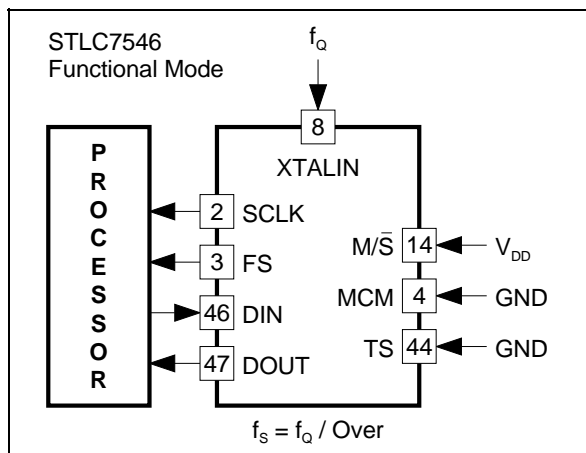 STLC7546
Functional Mode
f_Q
8
XTALIN
PROCESSOR
2 SCLK
3 FS
46 DIN
47 DOUT
M/S̅ 14 V_DD
MCM 4 GND
TS 44 GND
f_S = f_Q / Over